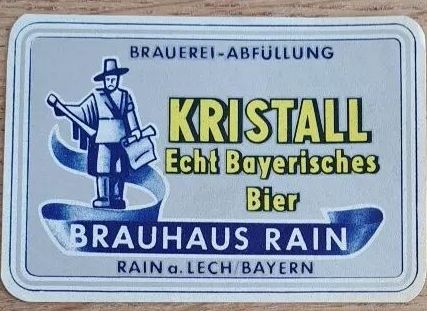 BRAUEREI-ABFÜLLUNG
KRISTALL
Echt Bayerisches
Bier
BRAUHAUS RAIN
RAIN a. LECH/BAYERN